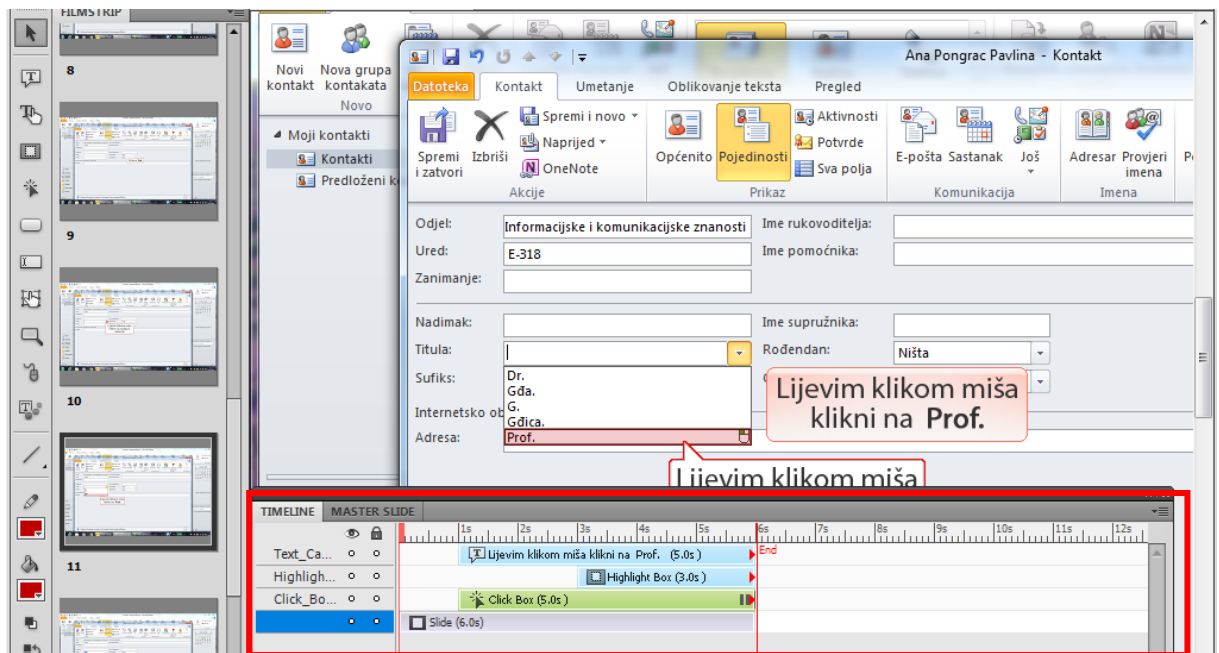 FILMSTRIP
8
9
10
11
Novi kontakt
Nova grupa kontakata
Novo
Moji kontakti
Kontakti
Predloženi
Ana Pongrac Pavlina - Kontakt
Datoteka Kontakt Umetanje Oblikovanje teksta Pregled
Spremi i zatvori
Izbriši
Spremi i novo
Naprijed
OneNote
Akcije
Općenito
Pojedinosti
Aktivnosti
Potvrde
Sva polja
Prikaz
E-pošta Sastanak Još
Komunikacija
Adresar
Provjeri imena
Imena
Odjel: Informacijske i komunikacijske znanosti Ime rukovoditelja:
Ured: E-318 Ime pomoćnika:
Zanimanje:
Nadimak: Ime supružnika:
Titula: Rođendan: Ništa
Sufiks:
Dr.
Gđa.
G.
Gđica.
Prof.
Internetsko
Adresa:
Lijevim klikom miša
klikni na Prof.
Lijevim klikom miša
TIMELINE MASTER SLIDE
1s 2s 3s 4s 5s 6s 7s 8s 9s 10s 11s 12s
Text_Ca... Lijevim klikom miša klikni na Prof. (5.0s) End
Highligh... Highlight Box (3.0s)
Click_Bo... Click Box (5.0s)
Slide (6.0s)